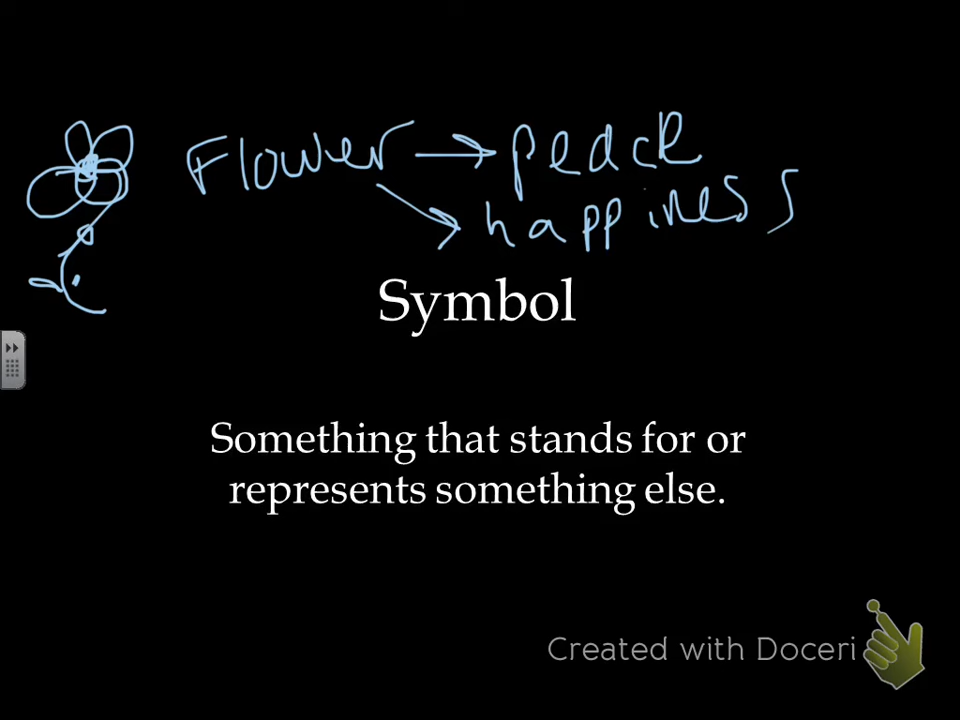 Flower → peace
→ happiness
Symbol
Something that stands for or
represents something else.
Created with Doceri